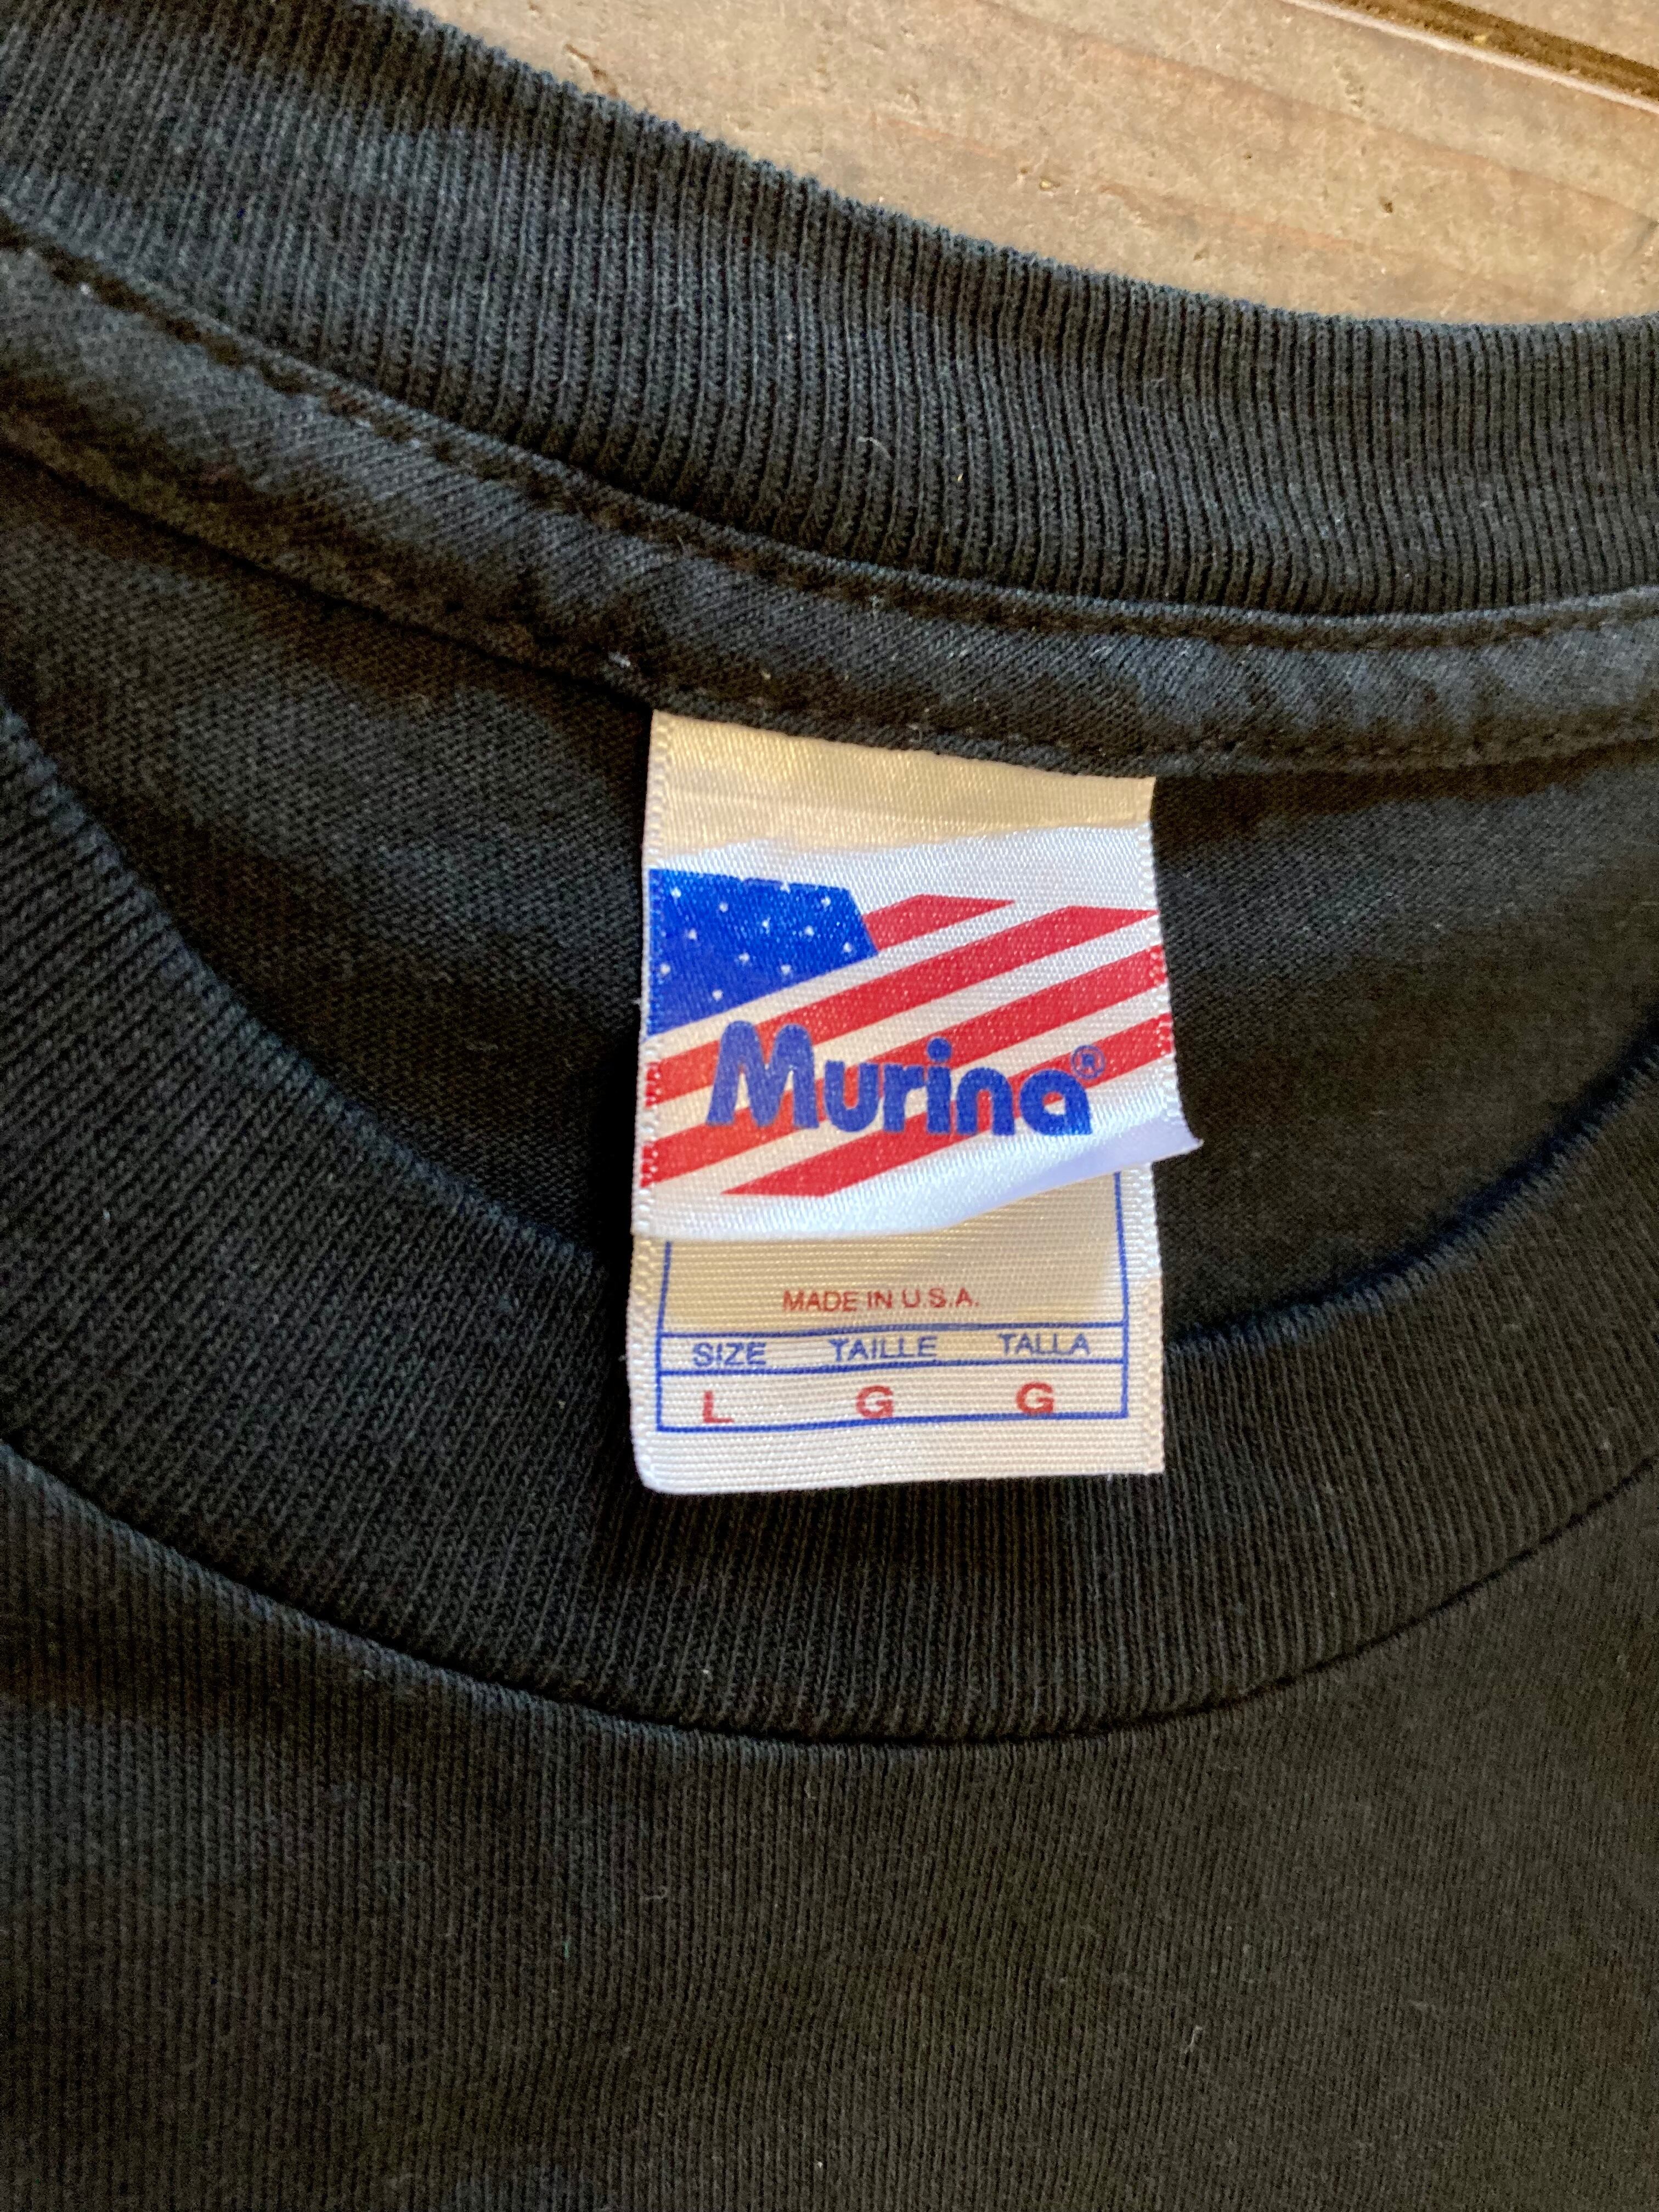 Murina®
MADE IN U.S.A.
SIZE TAILLE TALLA
L G G